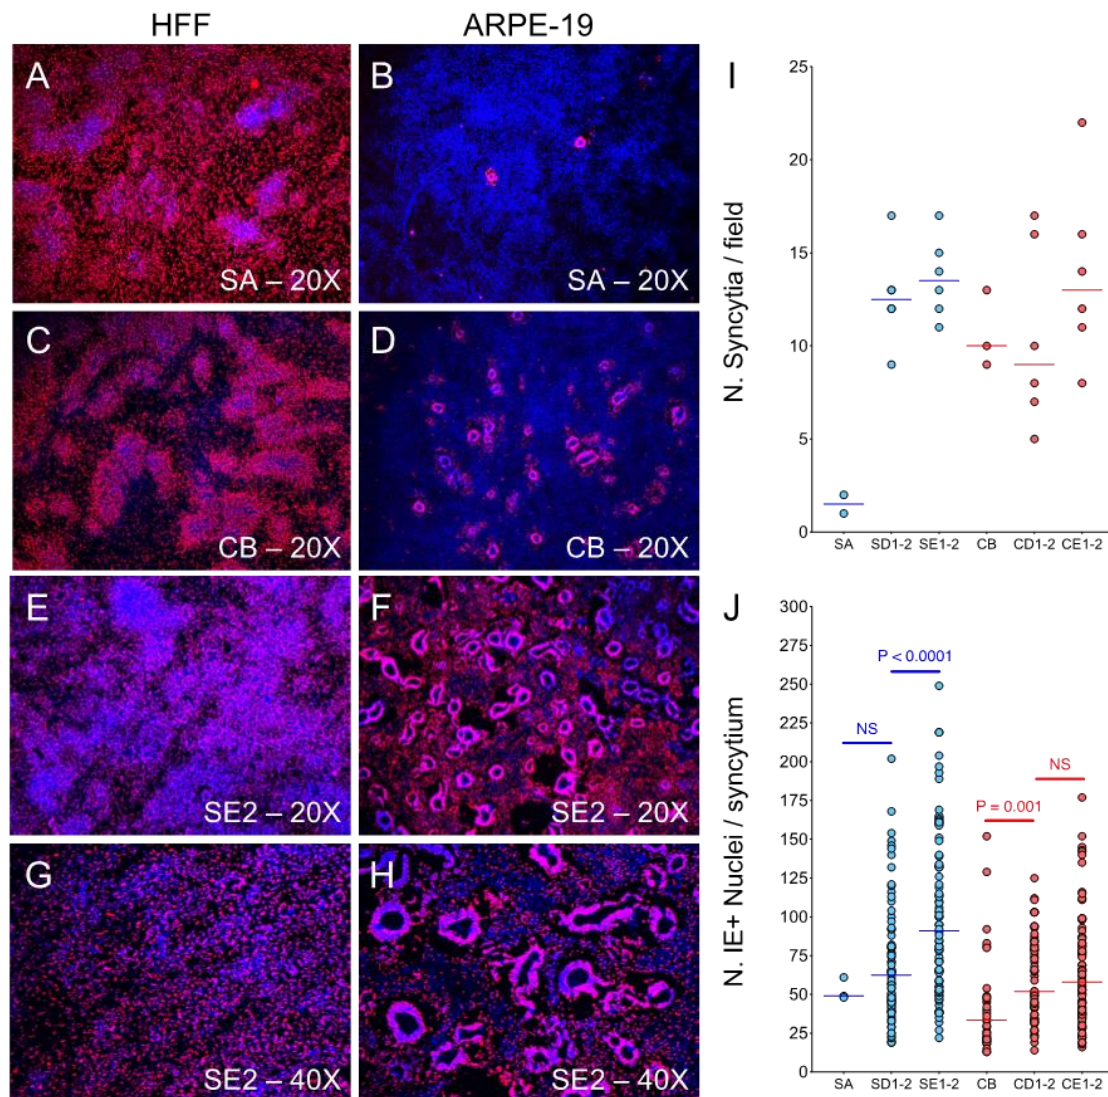 HFF
ARPE-19
A
SA – 20X
B
SA – 20X
C
CB – 20X
D
CB – 20X
E
SE2 – 20X
F
SE2 – 20X
G
SE2 – 40X
H
SE2 – 40X
I
N. Syncytia / field
25
20
15
10
5
0
SA SD1-2 SE1-2 CB CD1-2 CE1-2
J
N. IE+ Nuclei / syncytium
300
275
250
225
200
175
150
125
100
75
50
25
0
NS
P < 0.0001
P = 0.001
NS
SA SD1-2 SE1-2 CB CD1-2 CE1-2